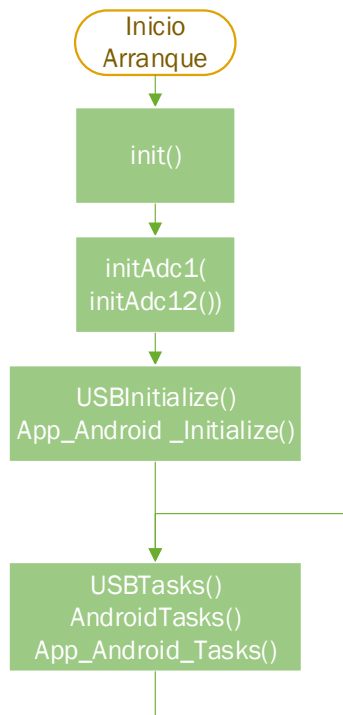 Inicio
Arranque
init()
initAdc1(
initAdc12())
USBInitialize()
App_Android _Initialize()
USBTasks()
AndroidTasks()
App_Android_Tasks()